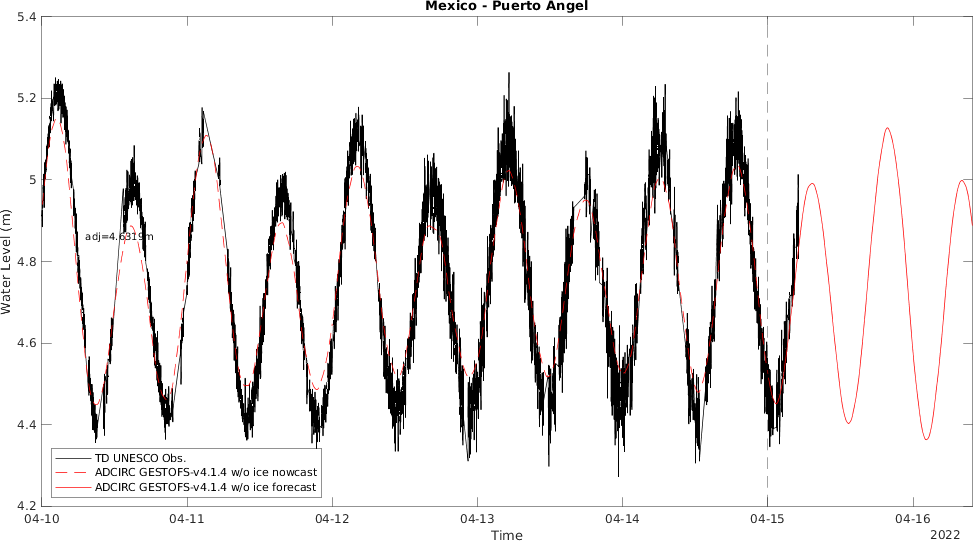 Mexico - Puerto Angel
5.4
5.2
5
4.8
4.6
4.4
4.2
Water Level (m)
adj=4.6319m
TD UNESCO Obs.
ADCIRC GESTOFS-v4.1.4 w/o ice nowcast
ADCIRC GESTOFS-v4.1.4 w/o ice forecast
04-10 04-11 04-12 04-13 04-14 04-15 04-16
Time
2022